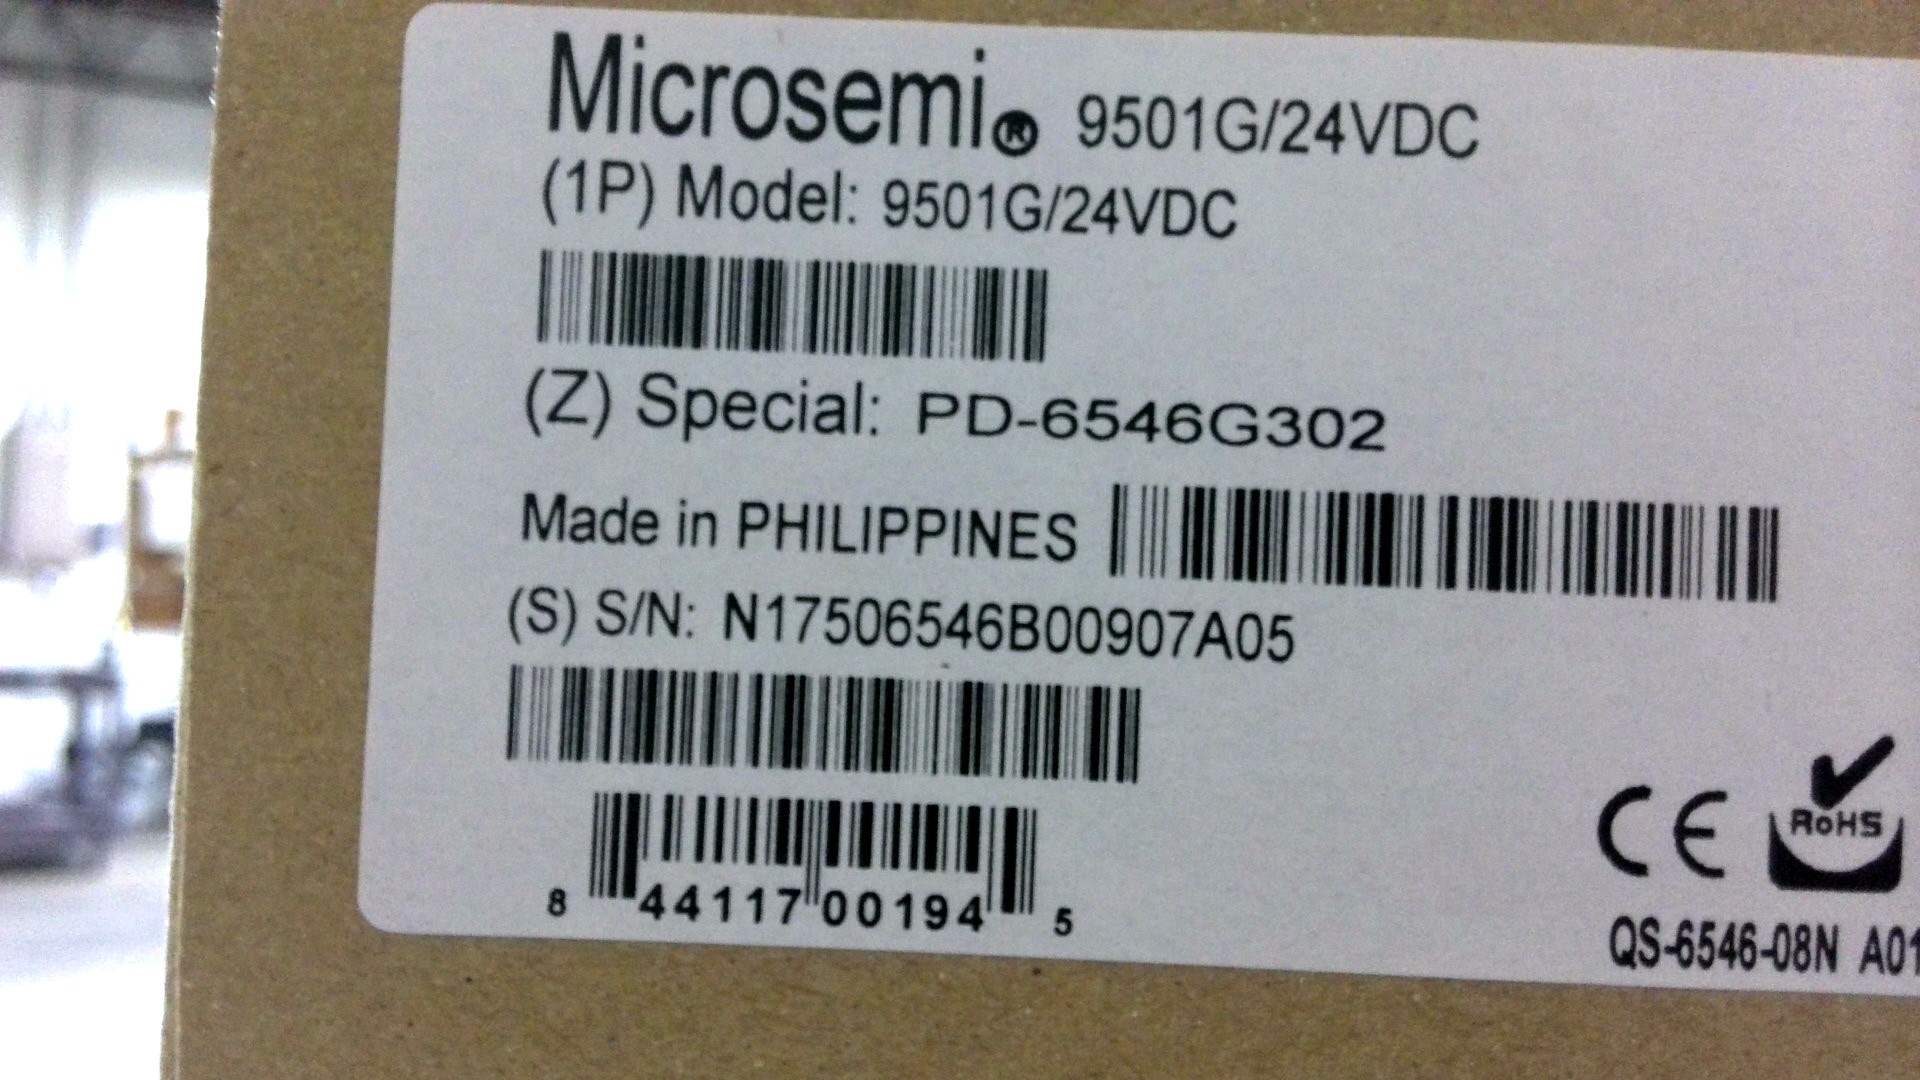 Microsemi® 9501G/24VDC
(1P) Model: 9501G/24VDC
(Z) Special: PD-6546G302
Made in PHILIPPINES
(S) S/N: N17506546B00907A05
8 44117 00194 5
CE RoHS
QS-6546-08N A01